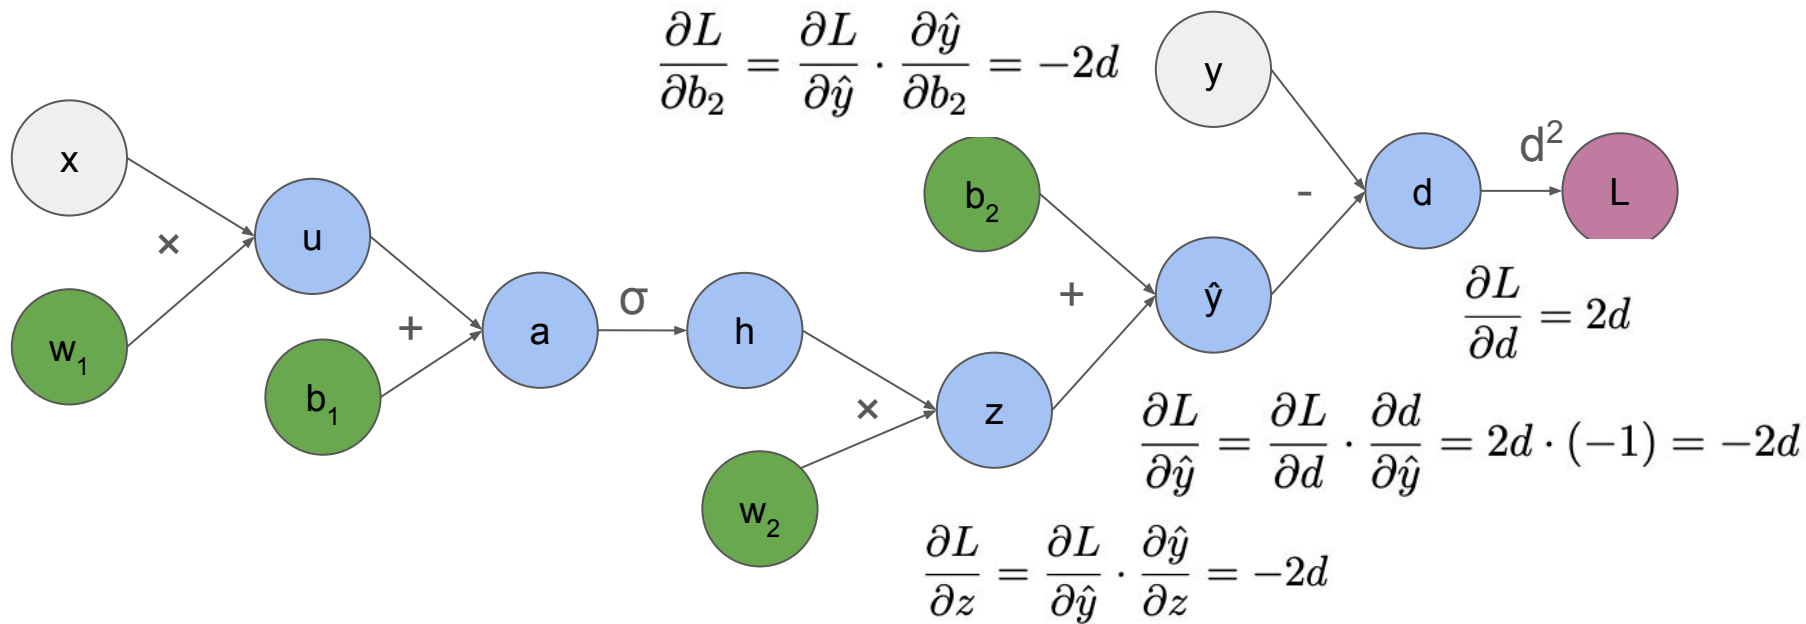 ∂L/∂b₂ = ∂L/∂ŷ · ∂ŷ/∂b₂ = −2d
y
x
d²
b₂
-
d
L
u
×
+
ŷ
σ
∂L/∂d = 2d
w₁
+
a
h
b₁
×
z
∂L/∂ŷ = ∂L/∂d · ∂d/∂ŷ = 2d · (−1) = −2d
w₂
∂L/∂z = ∂L/∂ŷ · ∂ŷ/∂z = −2d